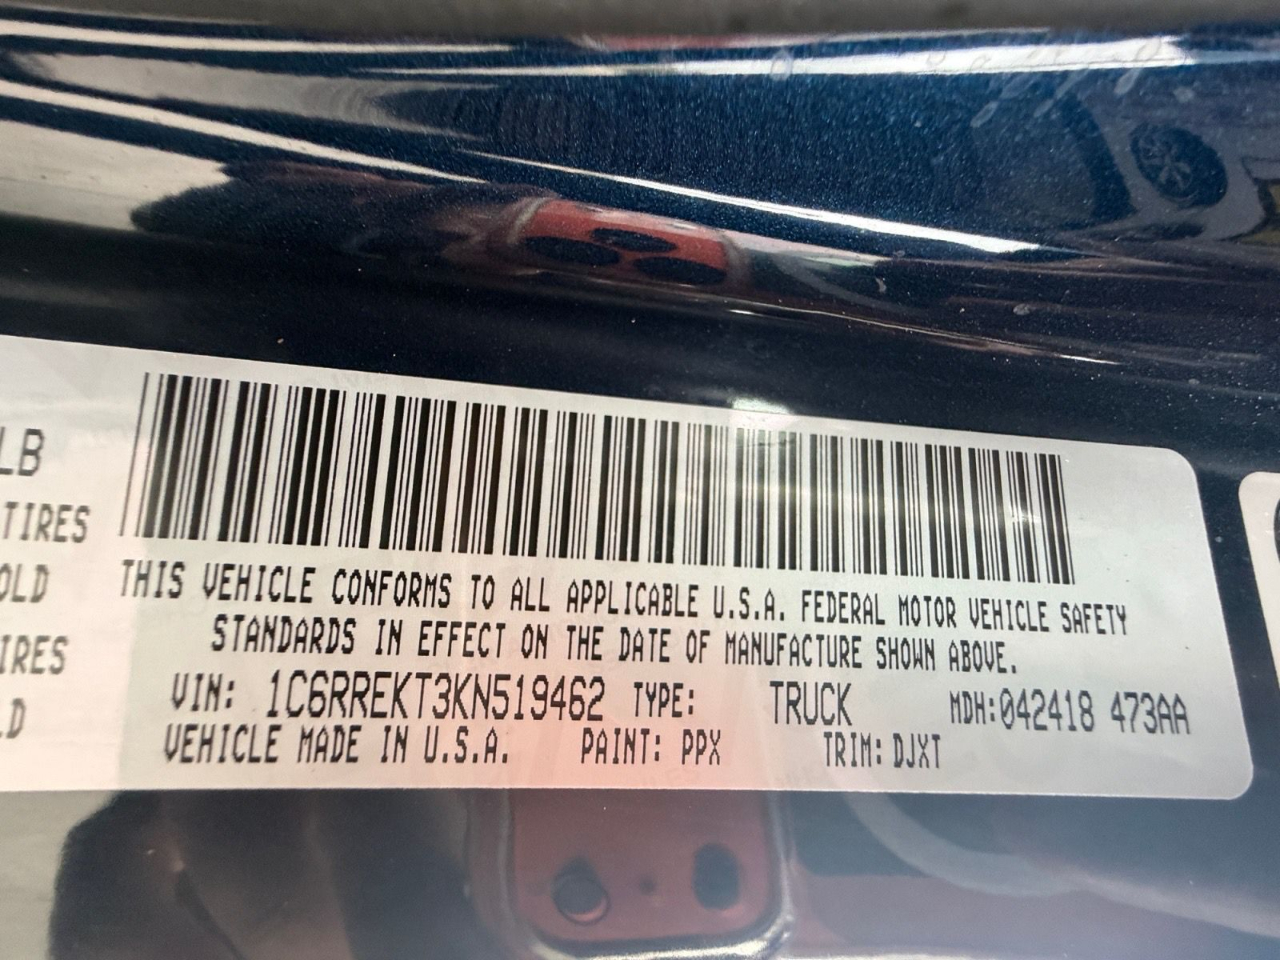 LB
TIRES
OLD
IRES
LD
THIS VEHICLE CONFORMS TO ALL APPLICABLE U.S.A. FEDERAL MOTOR VEHICLE SAFETY
STANDARDS IN EFFECT ON THE DATE OF MANUFACTURE SHOWN ABOVE.
VIN: 1C6RREKT3KN519462 TYPE: TRUCK MDH:042418 473AA
VEHICLE MADE IN U.S.A. PAINT: PPX TRIM: DJXT